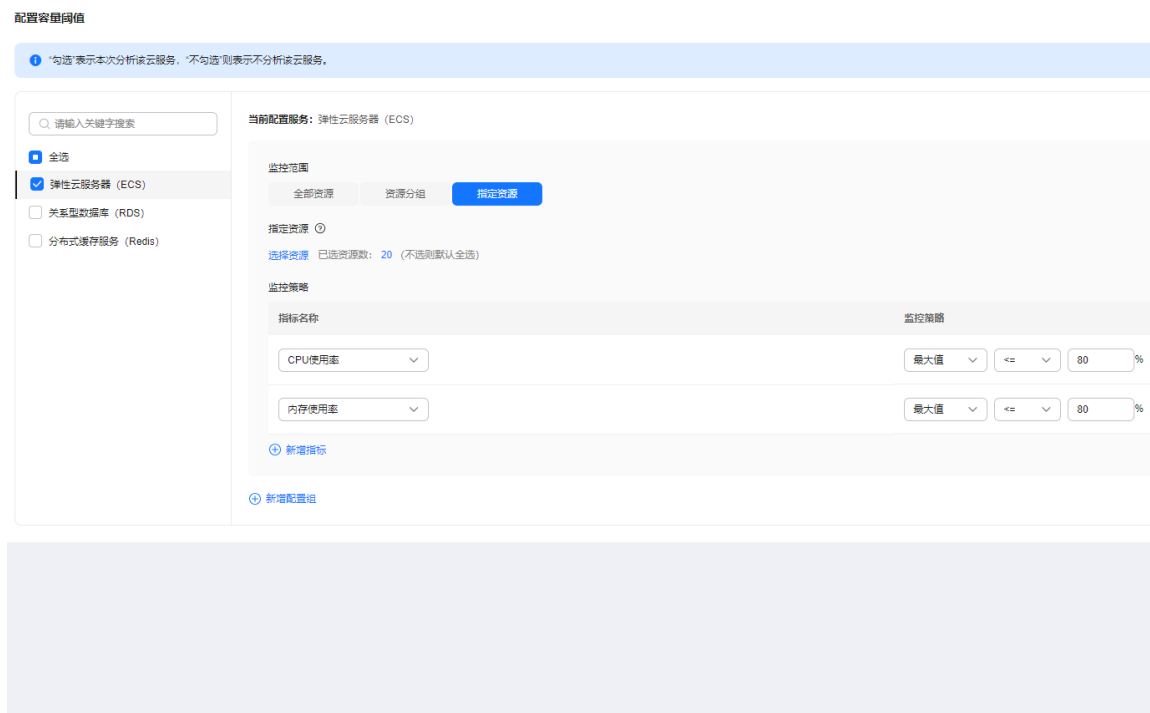 配置容量阈值
“勾选”表示本次分析该云服务，“不勾选”则表示不分析该云服务。
请输入关键字搜索
全选
弹性云服务器（ECS）
关系型数据库（RDS）
分布式缓存服务（Redis）
当前配置服务：弹性云服务器（ECS）
监控范围
全部资源 资源分组 指定资源
指定资源
选择资源 已选资源数： 20 （不选则默认全选）
监控策略
指标名称 监控策略
CPU使用率 最大值 <= 80 %
内存使用率 最大值 <= 80 %
新增指标
新增配置组